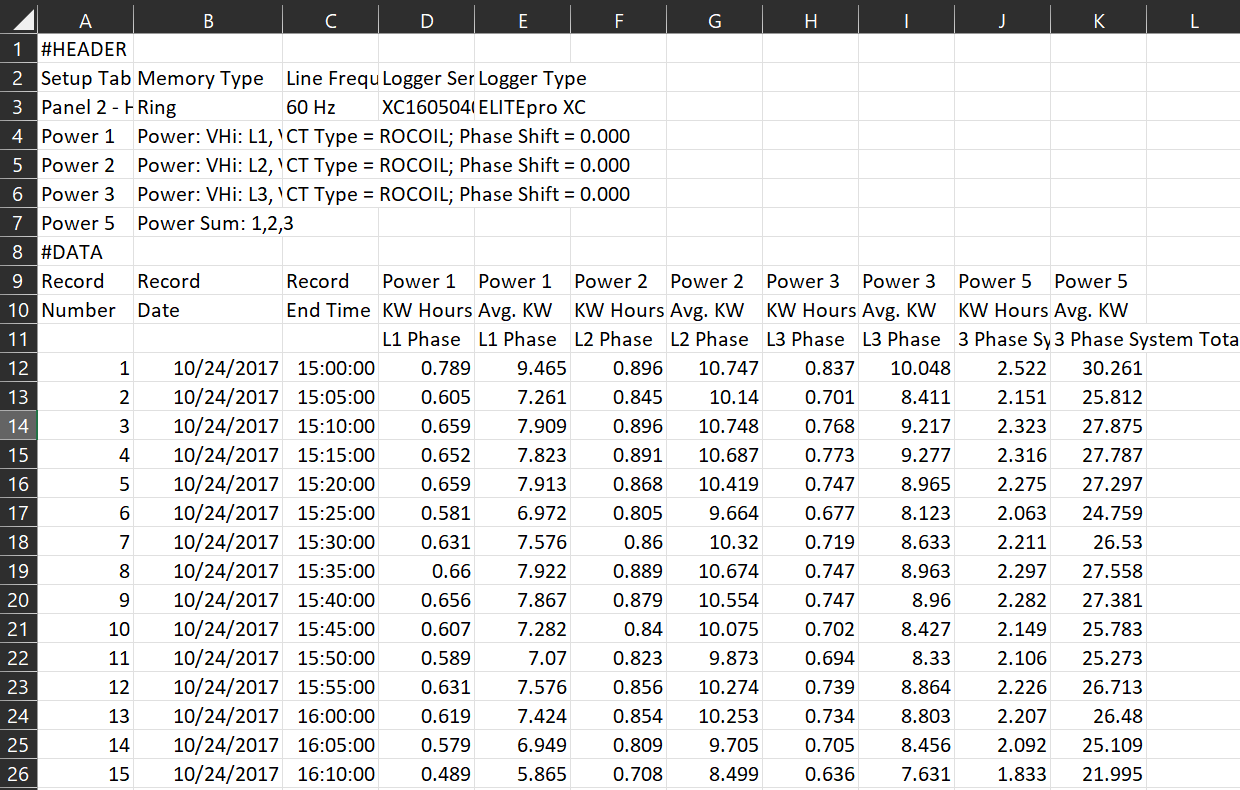 A B C D E F G H I J K L
1 #HEADER
2 Setup Tab Memory Type Line Frequ Logger Ser Logger Type
3 Panel 2 - H Ring 60 Hz XC1605040 ELITEpro XC
4 Power 1 Power: VHi: L1, V CT Type = ROCOIL; Phase Shift = 0.000
5 Power 2 Power: VHi: L2, V CT Type = ROCOIL; Phase Shift = 0.000
6 Power 3 Power: VHi: L3, V CT Type = ROCOIL; Phase Shift = 0.000
7 Power 5 Power Sum: 1,2,3
8 #DATA
9 Record Record Record Power 1 Power 1 Power 2 Power 2 Power 3 Power 3 Power 5 Power 5
10 Number Date End Time KW Hours Avg. KW KW Hours Avg. KW KW Hours Avg. KW KW Hours Avg. KW
11 L1 Phase L1 Phase L2 Phase L2 Phase L3 Phase L3 Phase 3 Phase Sy 3 Phase System Tota
12 1 10/24/2017 15:00:00 0.789 9.465 0.896 10.747 0.837 10.048 2.522 30.261
13 2 10/24/2017 15:05:00 0.605 7.261 0.845 10.14 0.701 8.411 2.151 25.812
14 3 10/24/2017 15:10:00 0.659 7.909 0.896 10.748 0.768 9.217 2.323 27.875
15 4 10/24/2017 15:15:00 0.652 7.823 0.891 10.687 0.773 9.277 2.316 27.787
16 5 10/24/2017 15:20:00 0.659 7.913 0.868 10.419 0.747 8.965 2.275 27.297
17 6 10/24/2017 15:25:00 0.581 6.972 0.805 9.664 0.677 8.123 2.063 24.759
18 7 10/24/2017 15:30:00 0.631 7.576 0.86 10.32 0.719 8.633 2.211 26.53
19 8 10/24/2017 15:35:00 0.66 7.922 0.889 10.674 0.747 8.963 2.297 27.558
20 9 10/24/2017 15:40:00 0.656 7.867 0.879 10.554 0.747 8.96 2.282 27.381
21 10 10/24/2017 15:45:00 0.607 7.282 0.84 10.075 0.702 8.427 2.149 25.783
22 11 10/24/2017 15:50:00 0.589 7.07 0.823 9.873 0.694 8.33 2.106 25.273
23 12 10/24/2017 15:55:00 0.631 7.576 0.856 10.274 0.739 8.864 2.226 26.713
24 13 10/24/2017 16:00:00 0.619 7.424 0.854 10.253 0.734 8.803 2.207 26.48
25 14 10/24/2017 16:05:00 0.579 6.949 0.809 9.705 0.705 8.456 2.092 25.109
26 15 10/24/2017 16:10:00 0.489 5.865 0.708 8.499 0.636 7.631 1.833 21.995